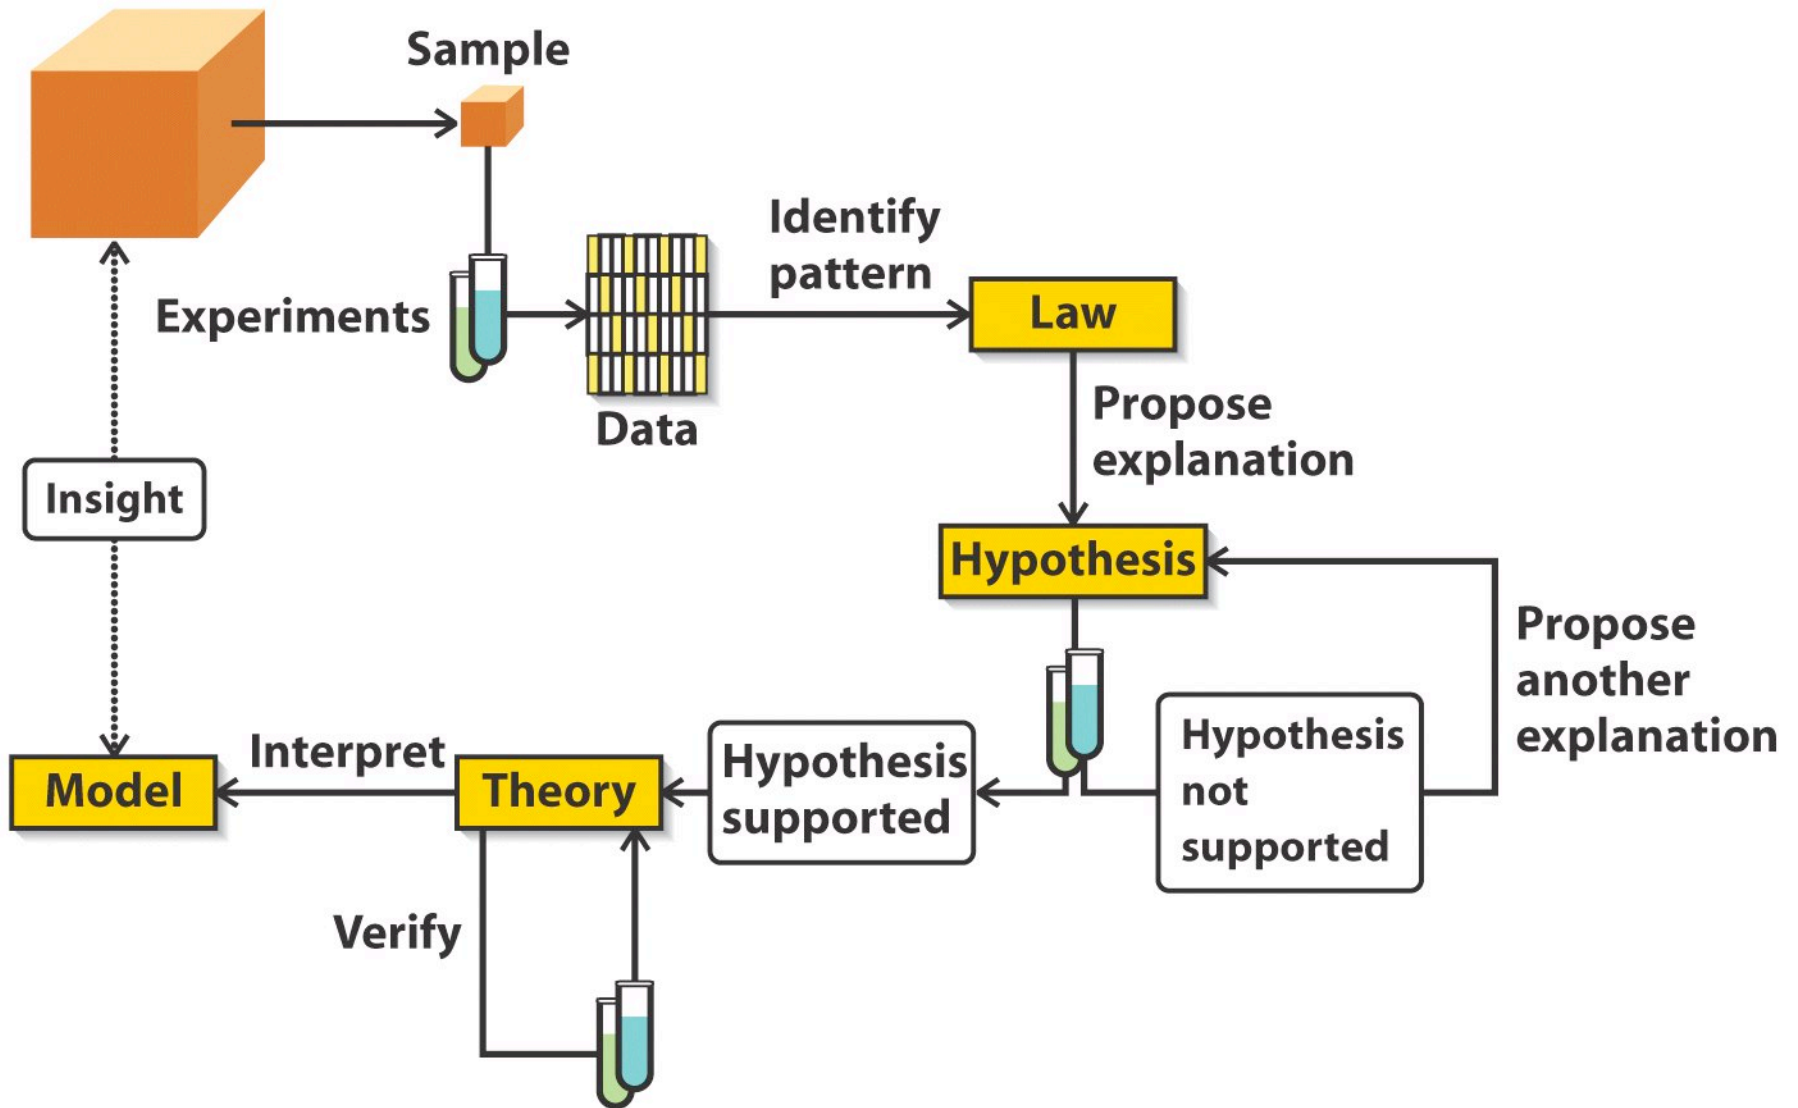 Sample
Experiments
Data
Identify
pattern
Law
Propose
explanation
Hypothesis
Propose
another
explanation
Hypothesis
not
supported
Hypothesis
supported
Theory
Verify
Interpret
Model
Insight